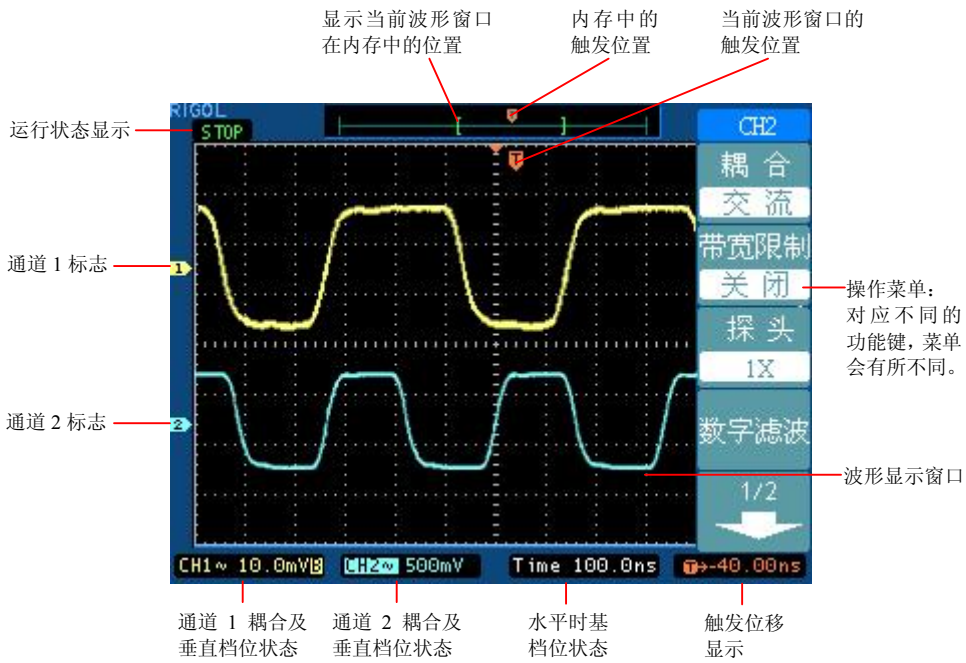 显示当前波形窗口
在内存中的位置
内存中的
触发位置
当前波形窗口的
触发位置
运行状态显示
RIGOL
STOP
T
CH2
耦 合
交 流
带宽限制
关 闭
操作菜单：
对应不同的
功能键，菜单
会有所不同。
探 头
1X
通道 1 标志
1
通道 2 标志
2
数字滤波
波形显示窗口
1/2
CH1~ 10.0mVB
CH2~ 500mV
Time 100.0ns
T→-40.00ns
通道 1 耦合及
垂直档位状态
通道 2 耦合及
垂直档位状态
水平时基
档位状态
触发位移
显示